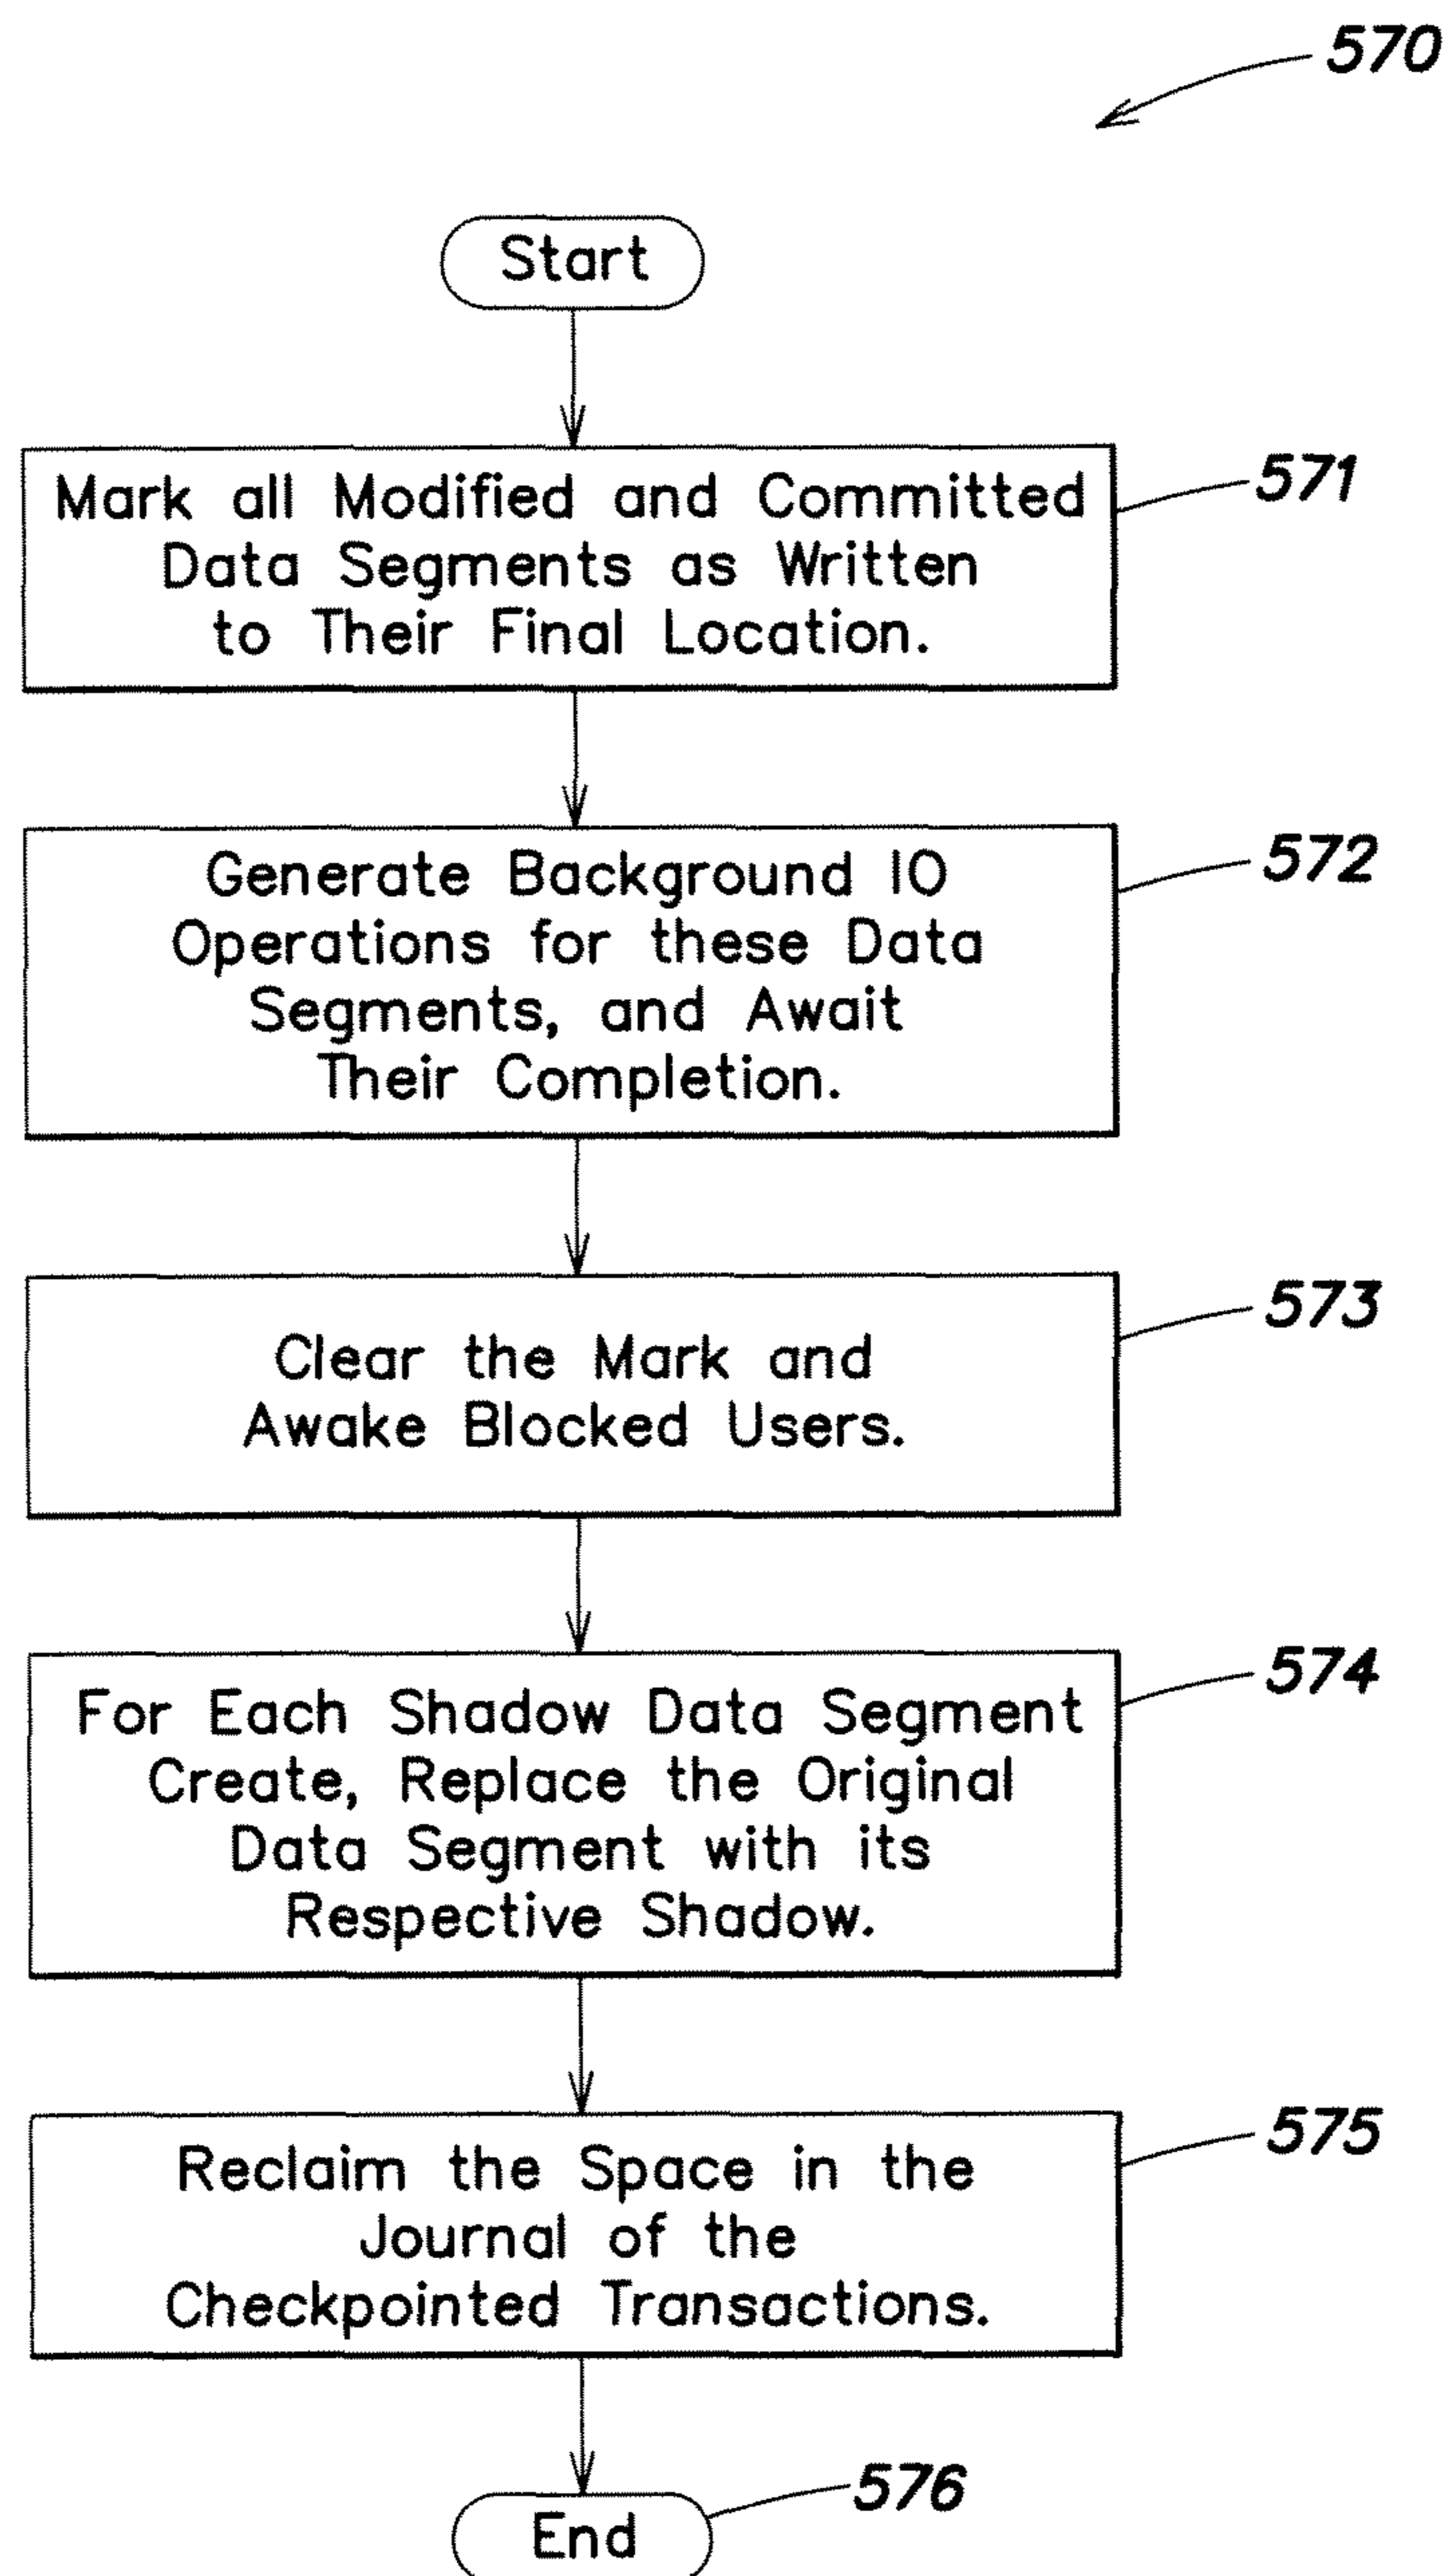 570
Start
Mark all Modified and Committed
Data Segments as Written
to Their Final Location.
571
Generate Background IO
Operations for these Data
Segments, and Await
Their Completion.
572
Clear the Mark and
Awake Blocked Users.
573
For Each Shadow Data Segment
Create, Replace the Original
Data Segment with its
Respective Shadow.
574
Reclaim the Space in the
Journal of the
Checkpointed Transactions.
575
End
576